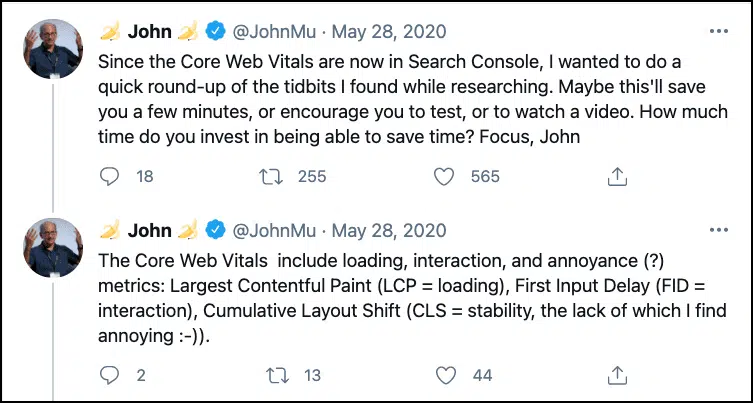 🍌 John 🍌 @JohnMu · May 28, 2020
Since the Core Web Vitals are now in Search Console, I wanted to do a
quick round-up of the tidbits I found while researching. Maybe this'll save
you a few minutes, or encourage you to test, or to watch a video. How much
time do you invest in being able to save time? Focus, John
18 255 565
🍌 John 🍌 @JohnMu · May 28, 2020
The Core Web Vitals include loading, interaction, and annoyance (?)
metrics: Largest Contentful Paint (LCP = loading), First Input Delay (FID =
interaction), Cumulative Layout Shift (CLS = stability, the lack of which I find
annoying :-)).
2 13 44